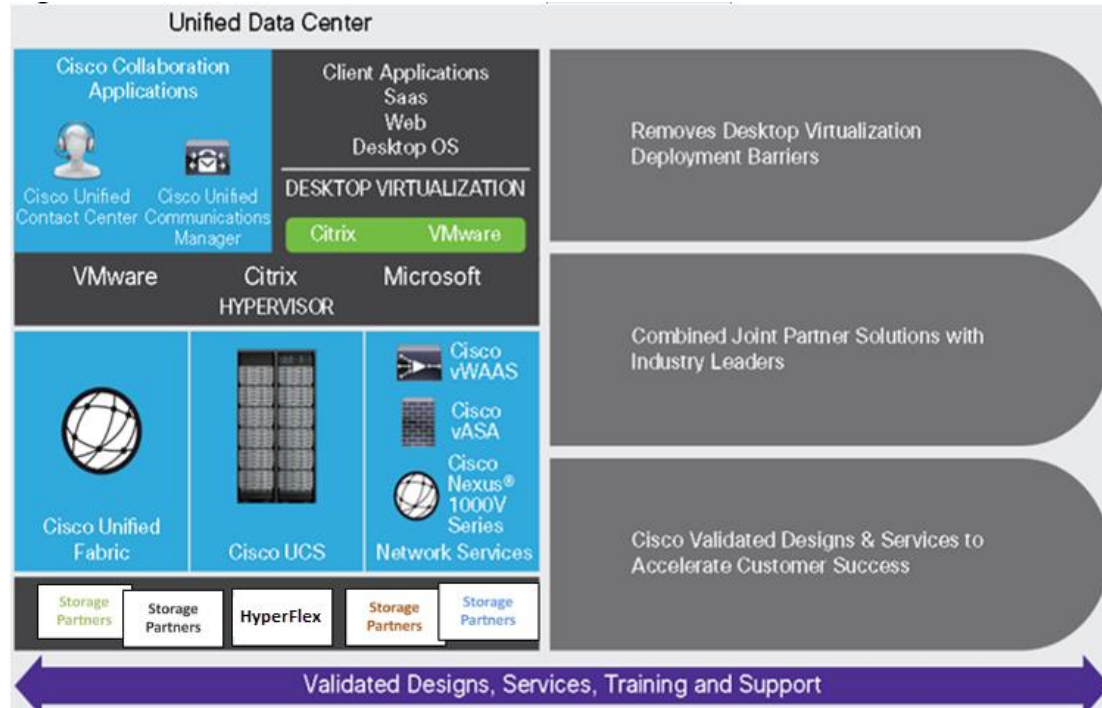 Unified Data Center
Cisco Collaboration
Applications
Cisco Unified
Contact Center
Cisco Unified
Communications
Manager
Client Applications
Saas
Web
Desktop OS
DESKTOP VIRTUALIZATION
Citrix VMware
VMware Citrix Microsoft
HYPERVISOR
Cisco Unified
Fabric
Cisco UCS
Cisco
vWAAS
Cisco
vASA
Cisco
Nexus®
1000V
Series
Network Services
Storage
Partners
Storage
Partners
HyperFlex
Storage
Partners
Storage
Partners
Removes Desktop Virtualization
Deployment Barriers
Combined Joint Partner Solutions with
Industry Leaders
Cisco Validated Designs & Services to
Accelerate Customer Success
Validated Designs, Services, Training and Support